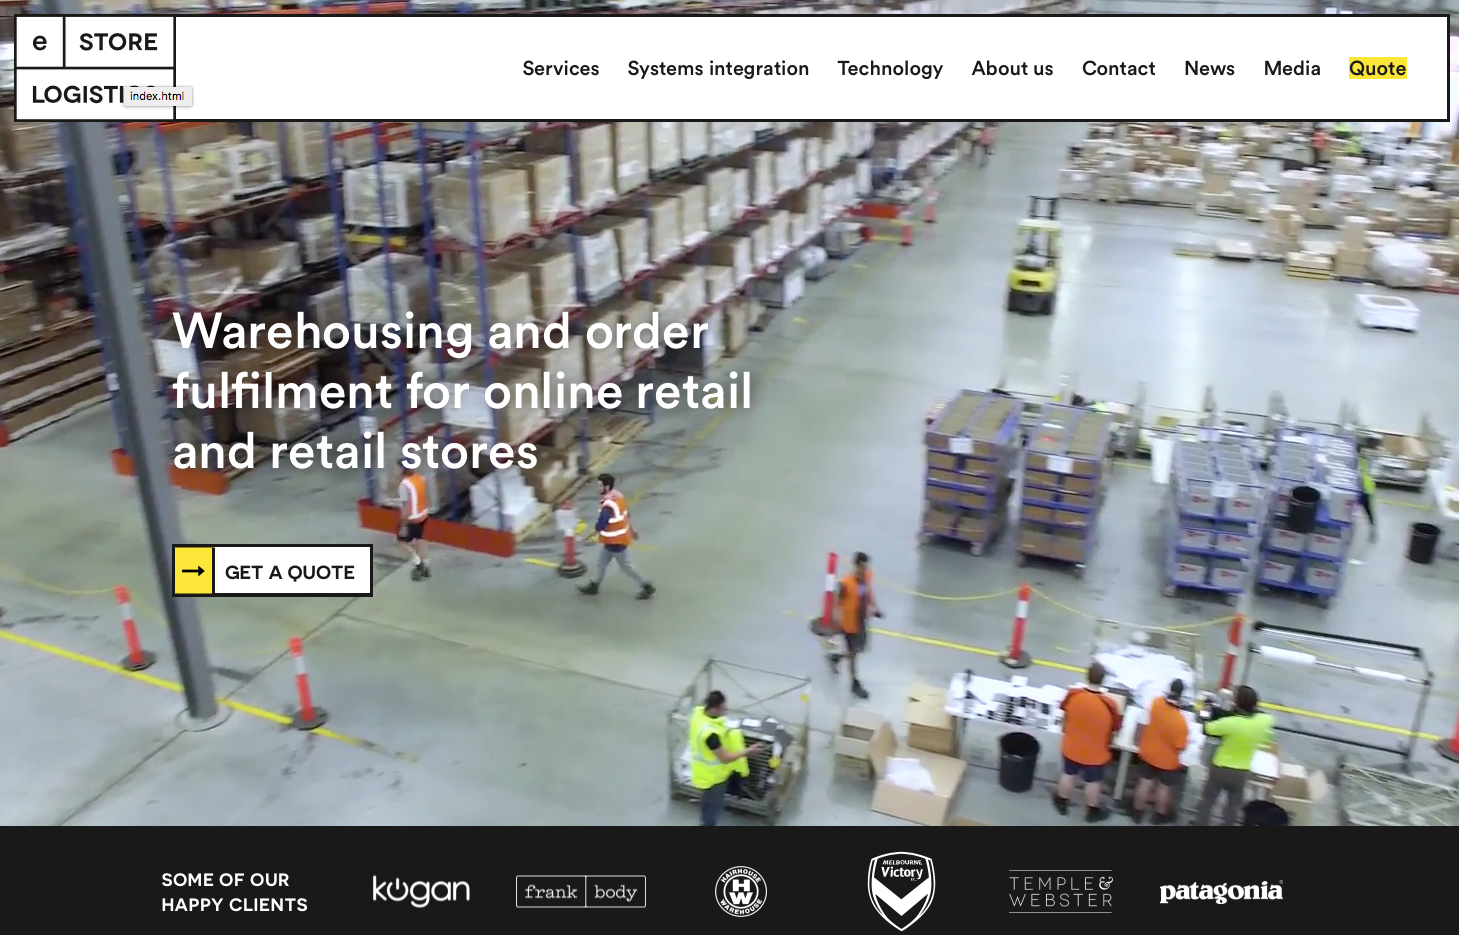 e STORE
LOGISTI
index.html
Services Systems integration Technology About us Contact News Media Quote
Warehousing and order
fulfilment for online retail
and retail stores
→ GET A QUOTE
SOME OF OUR
HAPPY CLIENTS
kogan
frank body
HAIRHOUSE
HW
WAREHOUSE
MELBOURNE
Victory
TEMPLE &
WEBSTER
patagonia